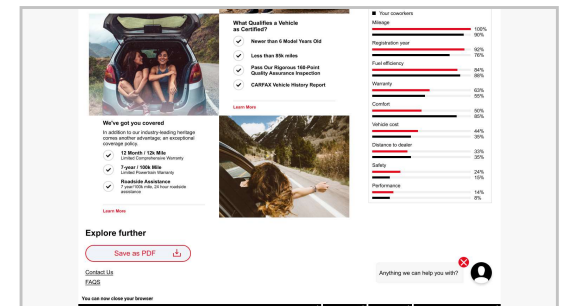 What Qualifies a Vehicle
as Certified?
Newer than 6 Model Years Old
Less than 85k miles
Pass Our Rigorous 168-Point
Quality Assurance Inspection
CARFAX Vehicle History Report
Learn More
We've got you covered
In addition to our industry-leading heritage
comes another advantage; an exceptional
coverage policy.
12 Month / 12k Mile
Limited Comprehensive Warranty
7-year / 100k Mile
Limited Powertrain Warranty
Roadside Assistance
7 year/100k mile, 24 hour roadside
assistance
Learn More
Your coworkers
Mileage
100%
90%
Registration year
92%
76%
Fuel efficiency
84%
88%
Warranty
63%
55%
Comfort
50%
85%
Vehicle cost
44%
35%
Distance to dealer
33%
35%
Safety
24%
15%
Performance
14%
8%
Explore further
Save as PDF
Contact Us
FAQS
Anything we can help you with?
You can now close your browser